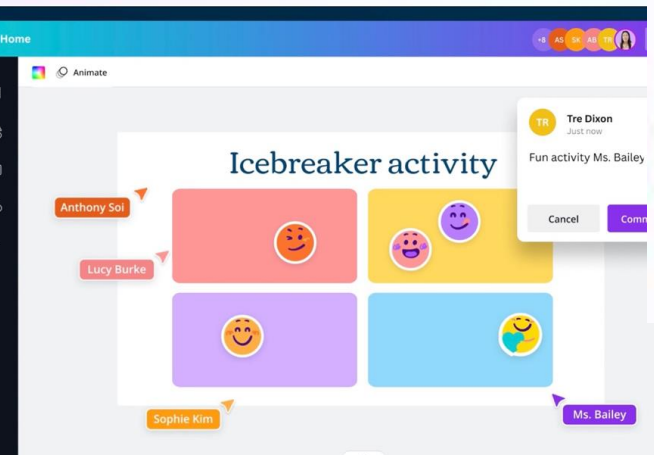 Home
+8 AS SK AB TR
Animate
TR
Tre Dixon
Just now
Fun activity Ms. Bailey
Icebreaker activity
Cancel
Anthony Soi
Lucy Burke
Sophie Kim
Ms. Bailey